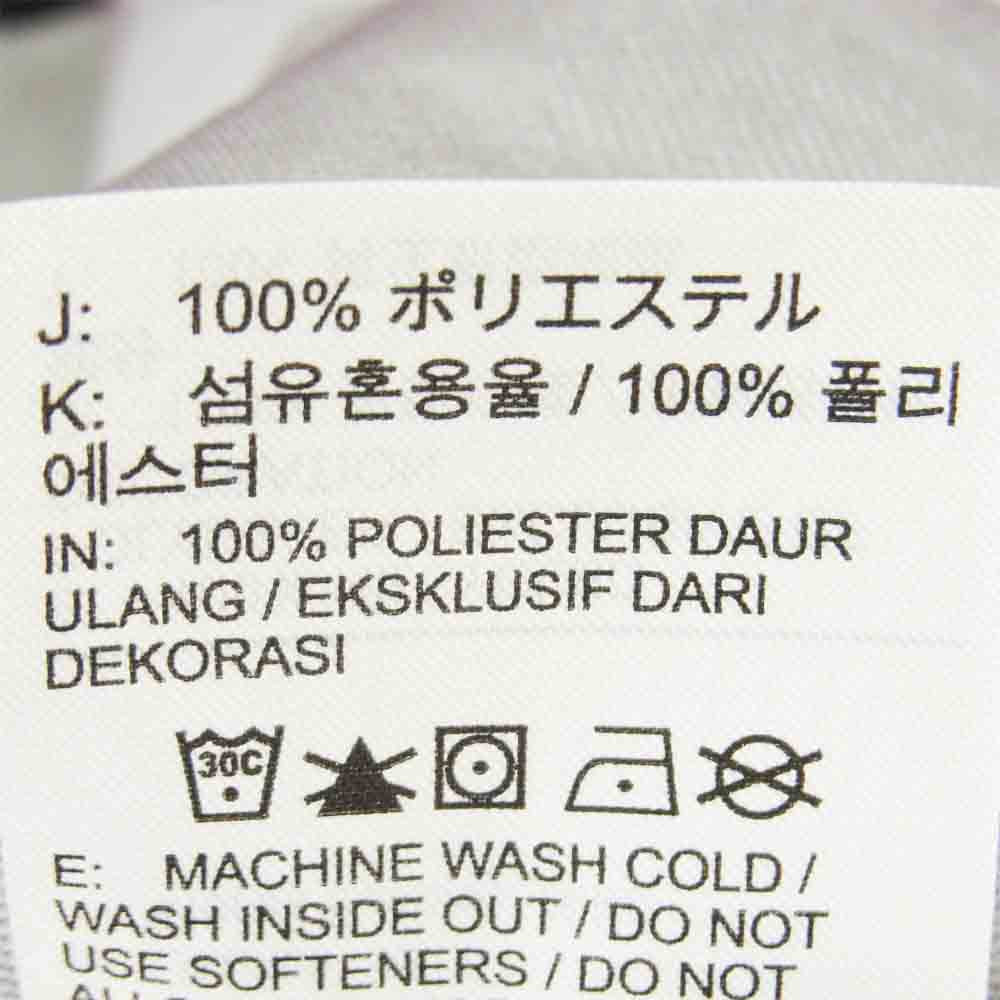 J: 100% ポリエステル
K: 섬유혼용율 / 100% 폴리
에스터
IN: 100% POLIESTER DAUR
ULANG / EKSKLUSIF DARI
DEKORASI
30C
E: MACHINE WASH COLD /
WASH INSIDE OUT / DO NOT
USE SOFTENERS / DO NOT